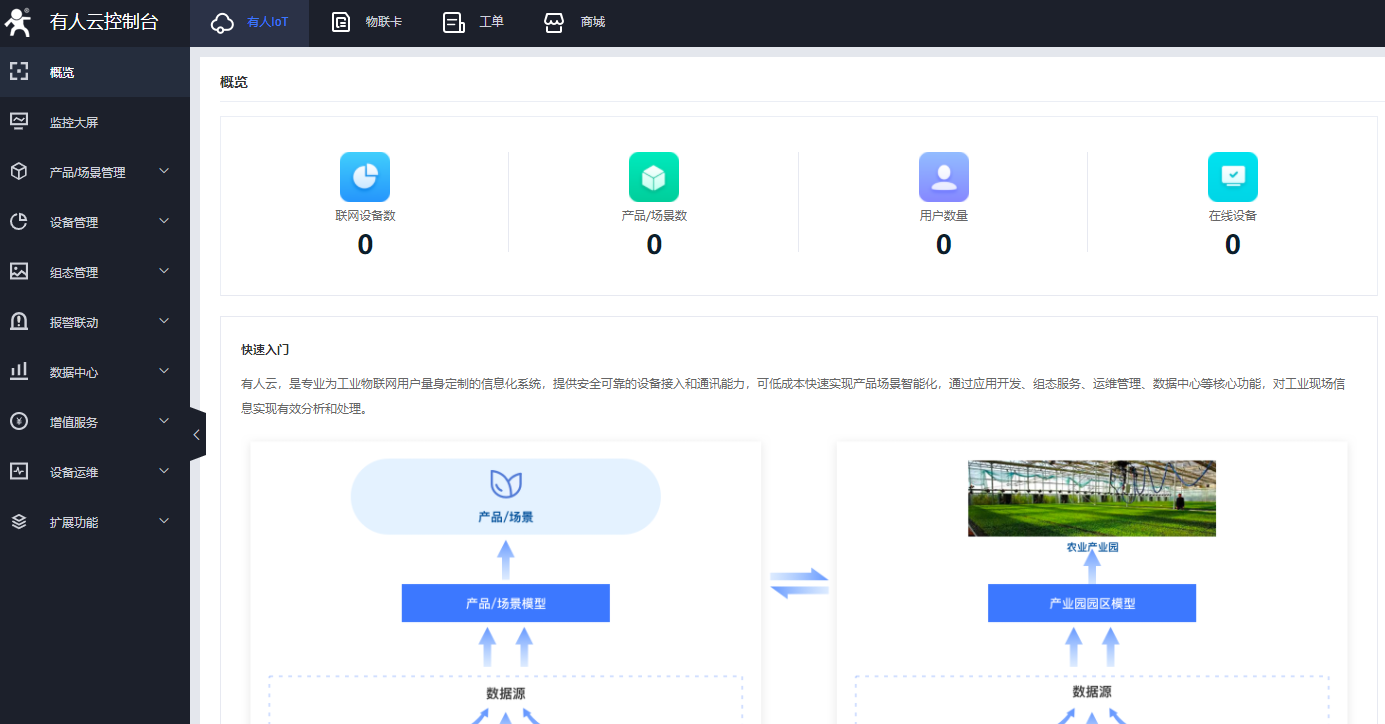 有人云控制台
有人IoT
物联卡
工单
商城
概览
监控大屏
产品/场景管理
设备管理
组态管理
报警联动
数据中心
增值服务
设备运维
扩展功能
概览
联网设备数
0
产品/场景数
0
用户数量
0
在线设备
0
快速入门
有人云，是专业为工业物联网用户量身定制的信息化系统，提供安全可靠的设备接入和通讯能力，可低成本快速实现产品场景智能化，通过应用开发、组态服务、运维管理、数据中心等核心功能，对工业现场信
息实现有效分析和处理。
产品/场景
产品/场景模型
数据源
农业产业园
产业园园区模型
数据源